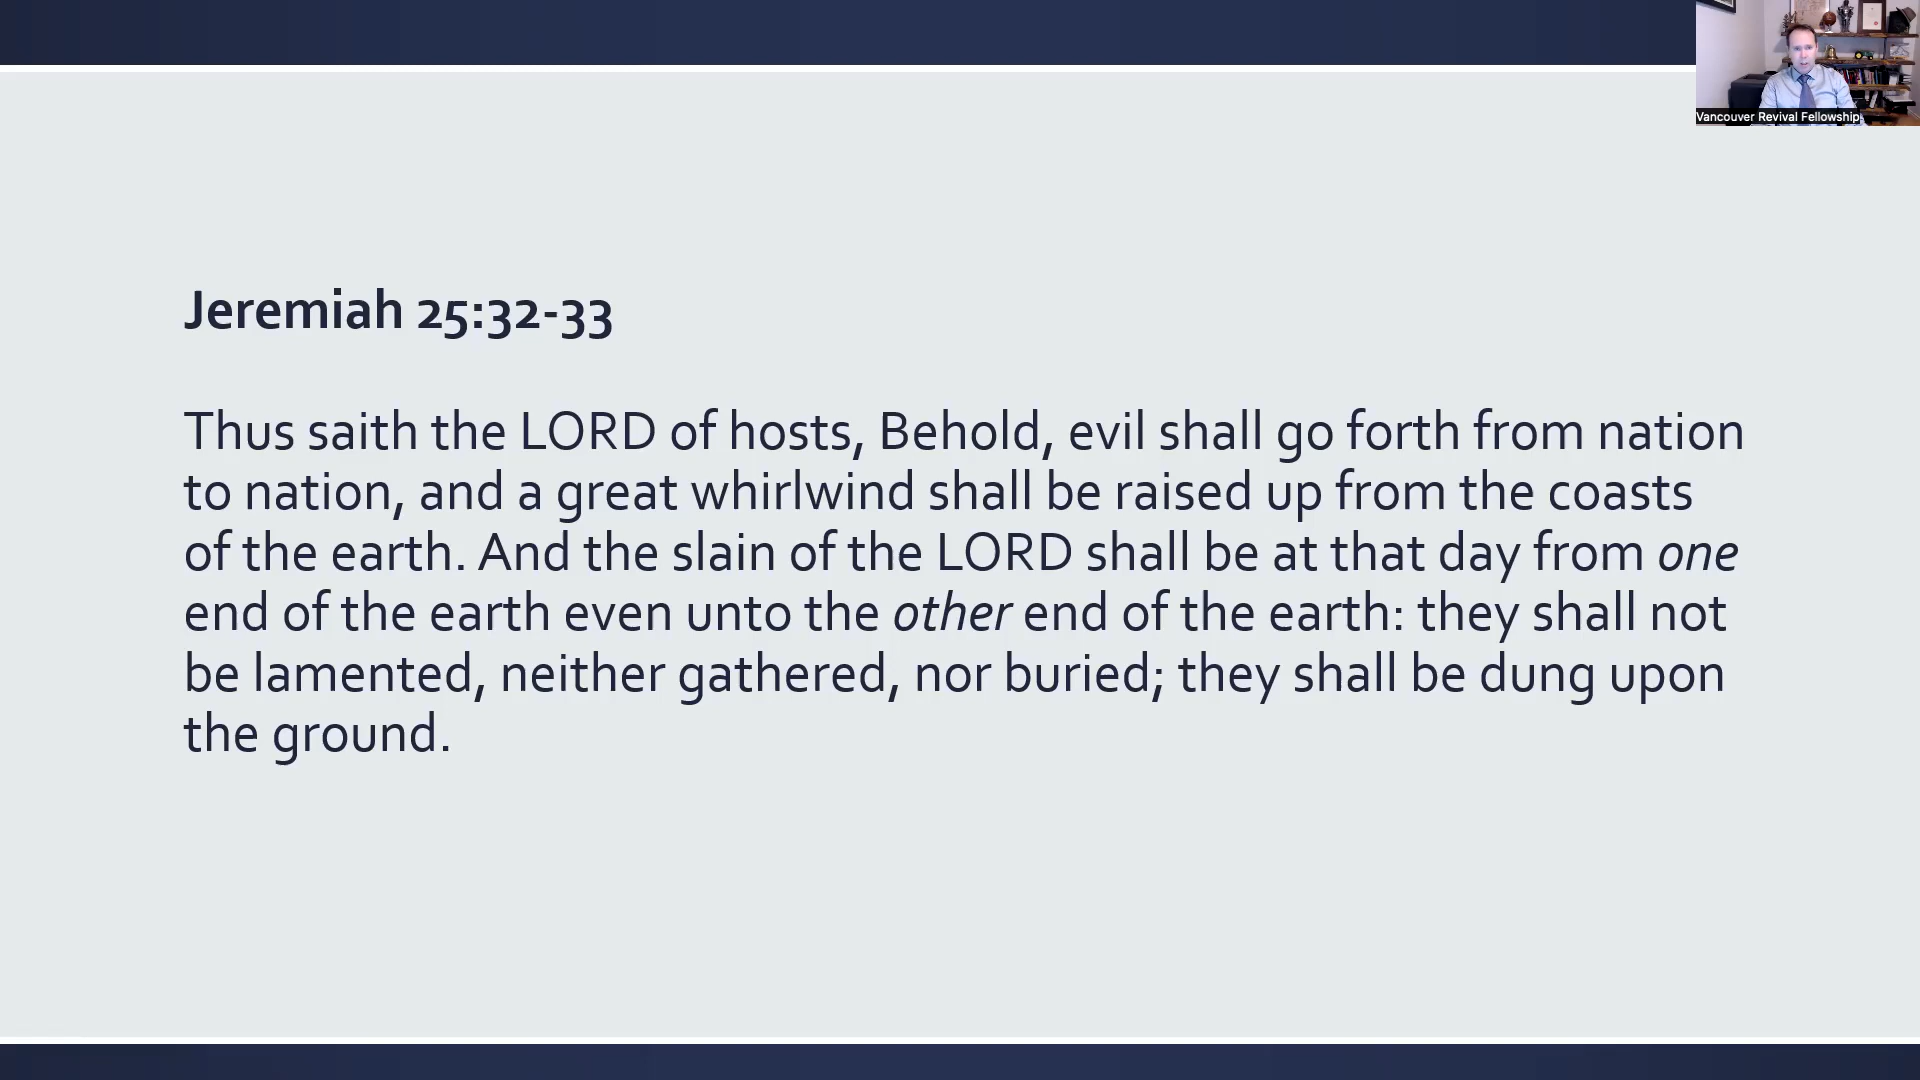 Vancouver Revival Fellowship
Jeremiah 25:32-33
Thus saith the LORD of hosts, Behold, evil shall go forth from nation
to nation, and a great whirlwind shall be raised up from the coasts
of the earth. And the slain of the LORD shall be at that day from one
end of the earth even unto the other end of the earth: they shall not
be lamented, neither gathered, nor buried; they shall be dung upon
the ground.